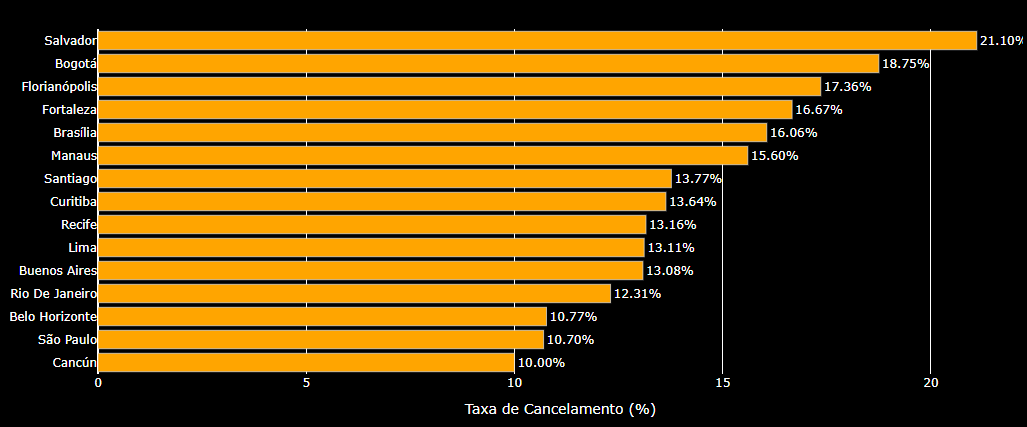 Salvador 21.10%
Bogotá 18.75%
Florianópolis 17.36%
Fortaleza 16.67%
Brasília 16.06%
Manaus 15.60%
Santiago 13.77%
Curitiba 13.64%
Recife 13.16%
Lima 13.11%
Buenos Aires 13.08%
Rio De Janeiro 12.31%
Belo Horizonte 10.77%
São Paulo 10.70%
Cancún 10.00%
0 5 10 15 20
Taxa de Cancelamento (%)